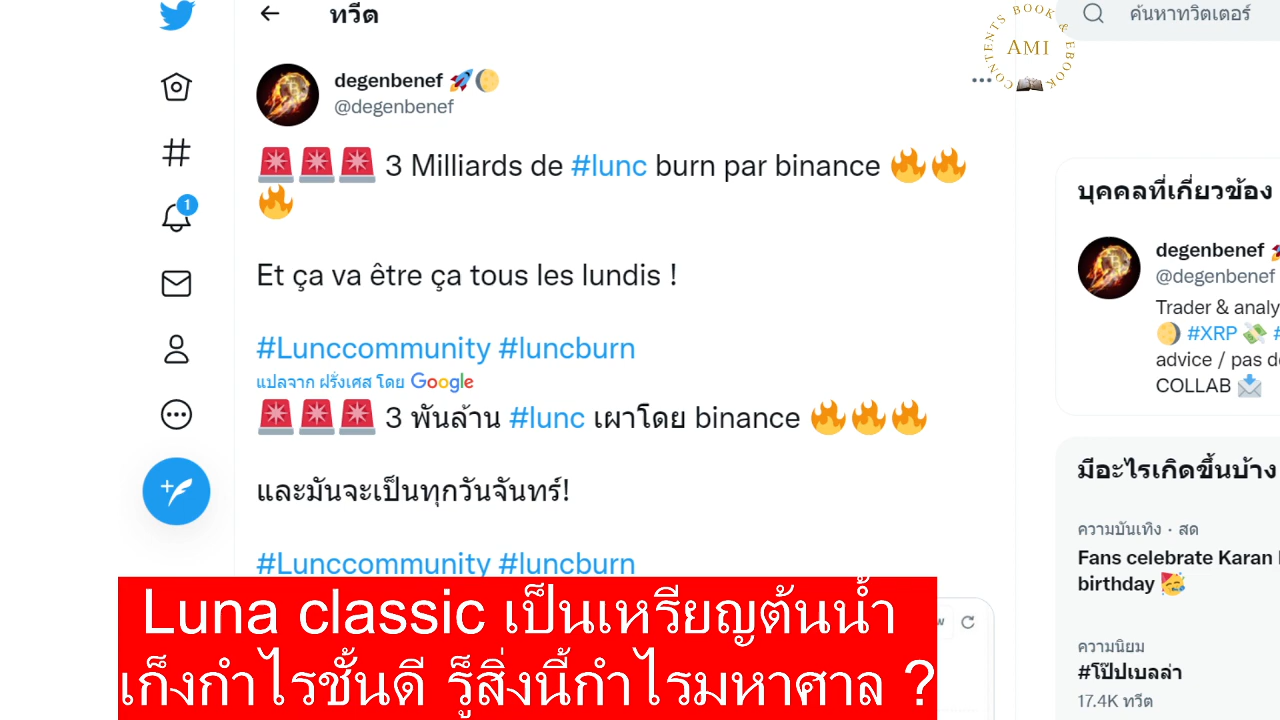 ทวีต
ค้นหาทวิตเตอร์
CONTENTS BOOK & EBOOK
AMI
degenbenef 🚀🌔
@degenbenef
🚨🚨🚨 3 Milliards de #lunc burn par binance 🔥🔥
🔥
Et ça va être ça tous les lundis !
#Lunccommunity #luncburn
แปลจาก ฝรั่งเศส โดย Google
🚨🚨🚨 3 พันล้าน #lunc เผาโดย binance 🔥🔥🔥
และมันจะเป็นทุกวันจันทร์!
#Lunccommunity #luncburn
1
บุคคลที่เกี่ยวข้อง
degenbenef
@degenbenef
Trader & analy
🌔 #XRP 💸 #
advice / pas d
COLLAB 📩
มีอะไรเกิดขึ้นบ้าง
ความบันเทิง · สด
Fans celebrate Karan
birthday 🥳
ความนิยม
#โป๊ปเบลล่า
17.4K ทวีต
Luna classic เป็นเหรียญต้นน้ำ
เก็งกำไรชั้นดี รู้สิ่งนี้กำไรมหาศาล ?